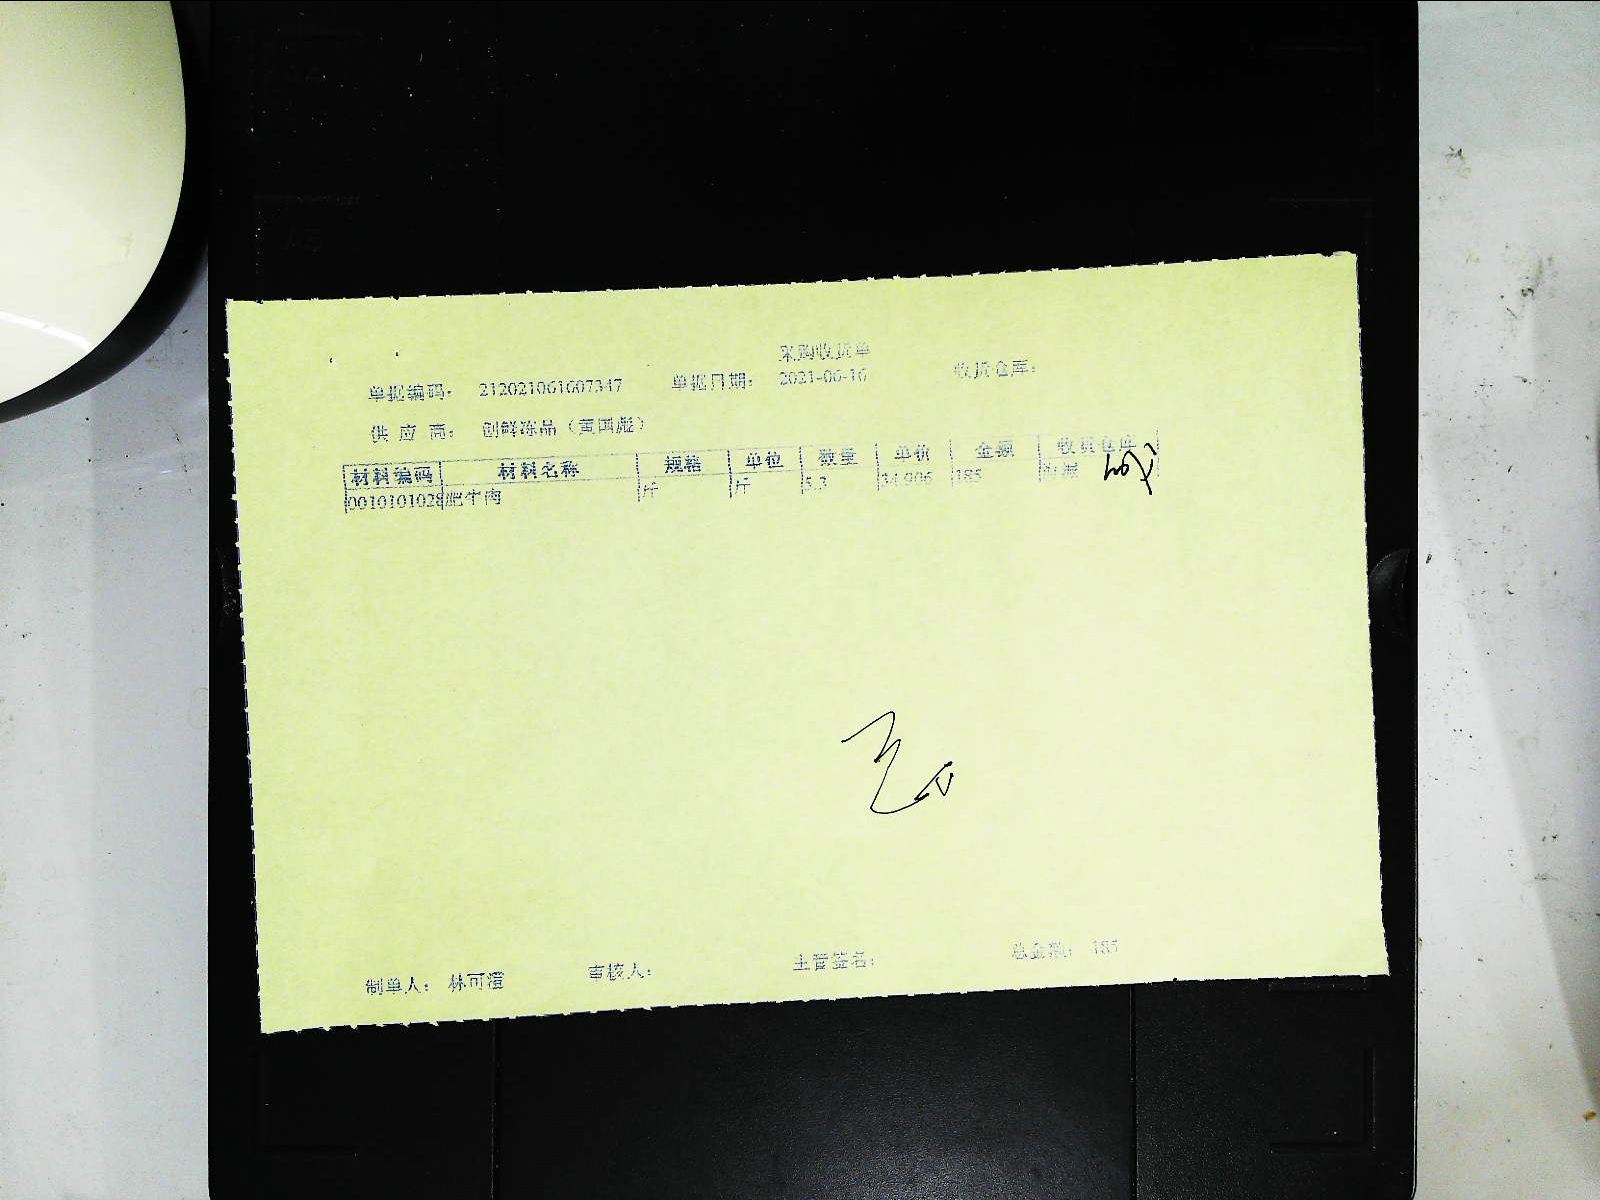 采购收货单
单据编码： 212021061607347 单据日期： 2021-06-16 收货仓库：
供应商： 创鲜冻品（黄国彪）
材料编码 材料名称 规格 单位 数量 单价 金额 收货仓库
0010101028 肥牛肉 斤 斤 5.3 34.906 185
制单人： 林可澄 审核人： 主管签名： 总金额： 185